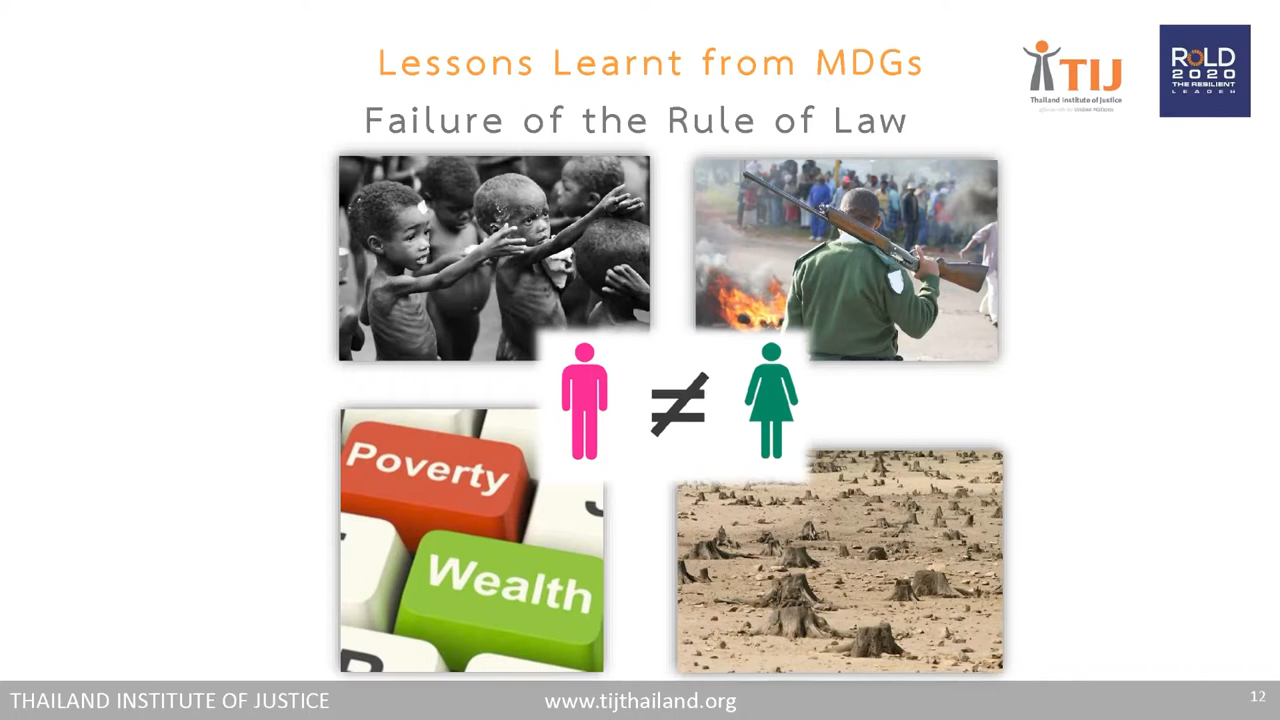 Lessons Learnt from MDGs
Failure of the Rule of Law
TIJ
Thailand Institute of Justice
RoLD
2020
THE RESILIENT
LEADER
Poverty
Wealth
≠
THAILAND INSTITUTE OF JUSTICE
www.tijthailand.org
12